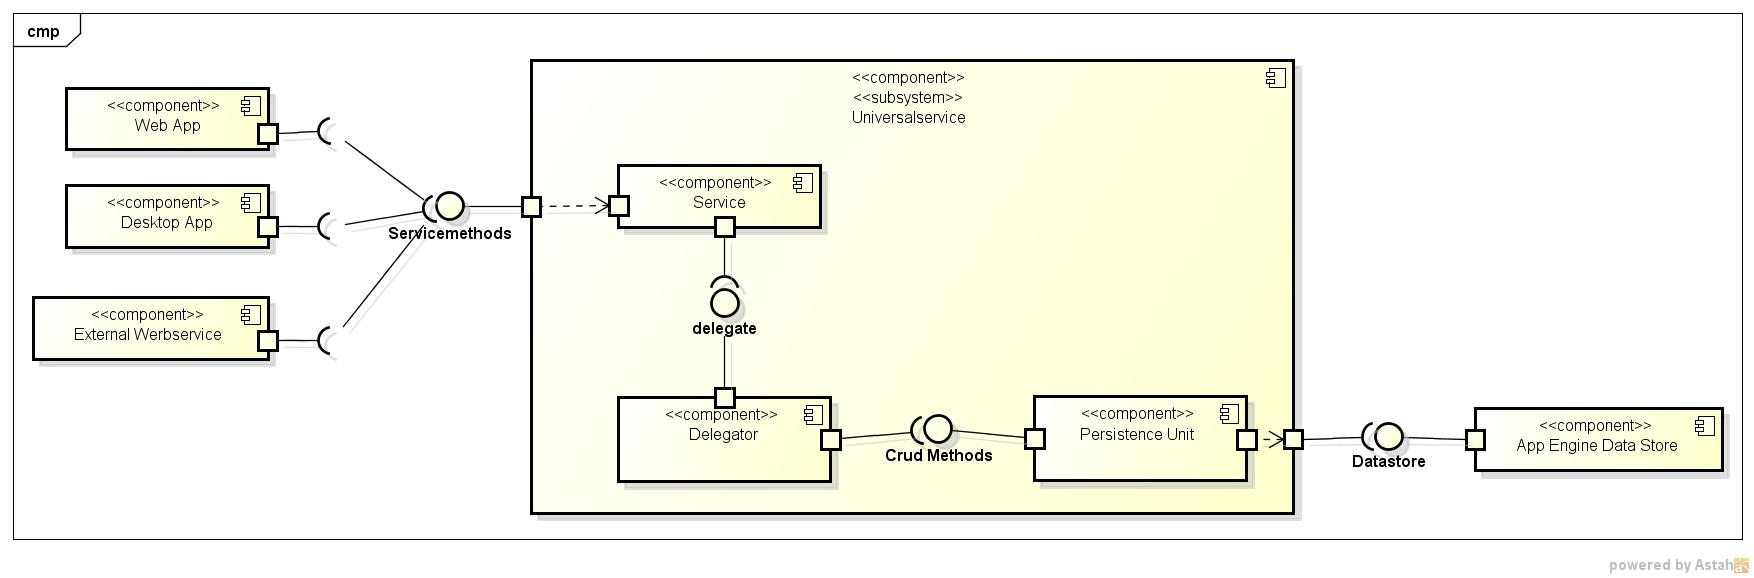 cmp
<<component>>
Web App
<<component>>
Desktop App
<<component>>
External Werbservice
Servicemethods
<<component>>
<<subsystem>>
Universalservice
<<component>>
Service
delegate
<<component>>
Delegator
Crud Methods
<<component>>
Persistence Unit
Datastore
<<component>>
App Engine Data Store
powered by Astah